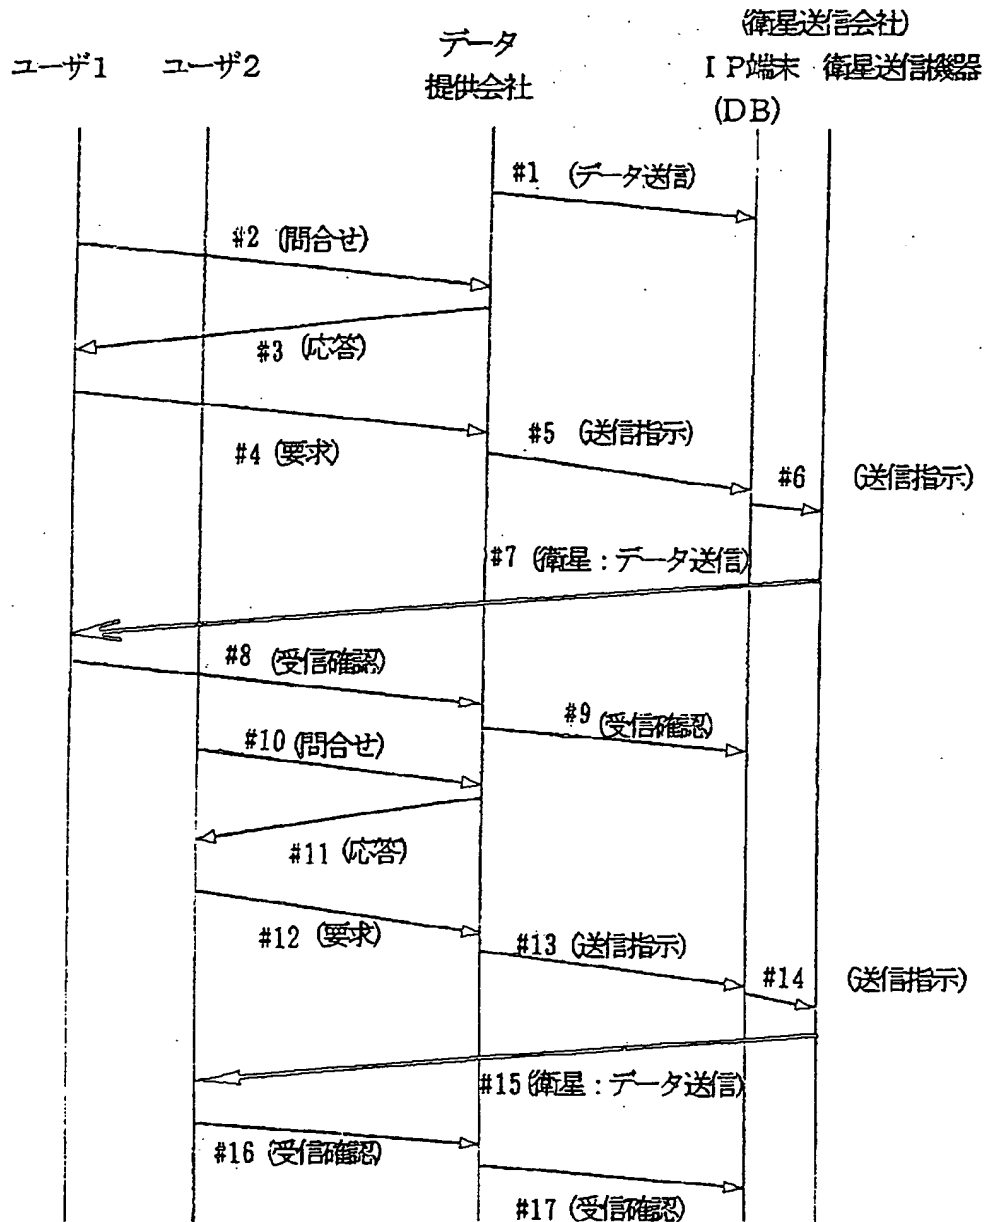 (衛星送信会社)
ユーザ1 ユーザ2 データ提供会社 IP端末 衛星送信機器
(DB)
#1 (データ送信)
#2 (問合せ)
#3 (応答)
#4 (要求)
#5 (送信指示)
#6 (送信指示)
#7 (衛星:データ送信)
#8 (受信確認)
#9 (受信確認)
#10 (問合せ)
#11 (応答)
#12 (要求)
#13 (送信指示)
#14 (送信指示)
#15 (衛星:データ送信)
#16 (受信確認)
#17 (受信確認)